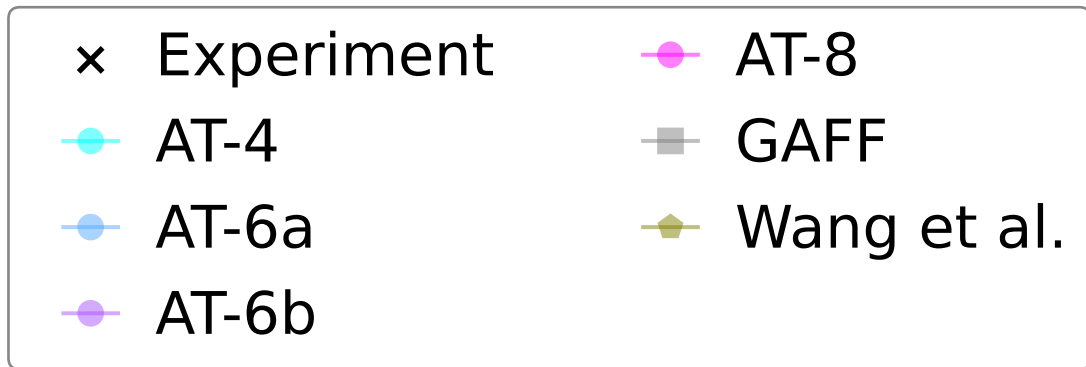 Experiment
AT-4
AT-6a
AT-6b
AT-8
GAFF
Wang et al.